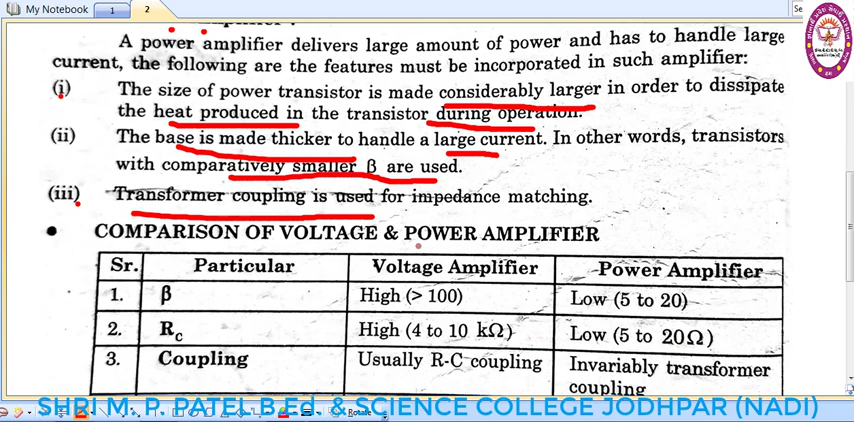 My Notebook 1 2 Se
A power amplifier delivers large amount of power and has to handle large
current, the following are the features must be incorporated in such amplifier:
(i) The size of power transistor is made considerably larger in order to dissipate
the heat produced in the transistor during operation.
(ii) The base is made thicker to handle a large current. In other words, transistors
with comparatively smaller β are used.
(iii) Transformer coupling is used for impedance matching.
• COMPARISON OF VOLTAGE & POWER AMPLIFIER
Sr. Particular Voltage Amplifier Power Amplifier
1. β High (> 100) Low (5 to 20)
2. Rc High (4 to 10 kΩ) Low (5 to 20Ω)
3. Coupling Usually R-C coupling Invariably transformer
coupling
SHRI M. P. PATEL B.Ed. & SCIENCE COLLEGE JODHPAR (NADI)
Rotate